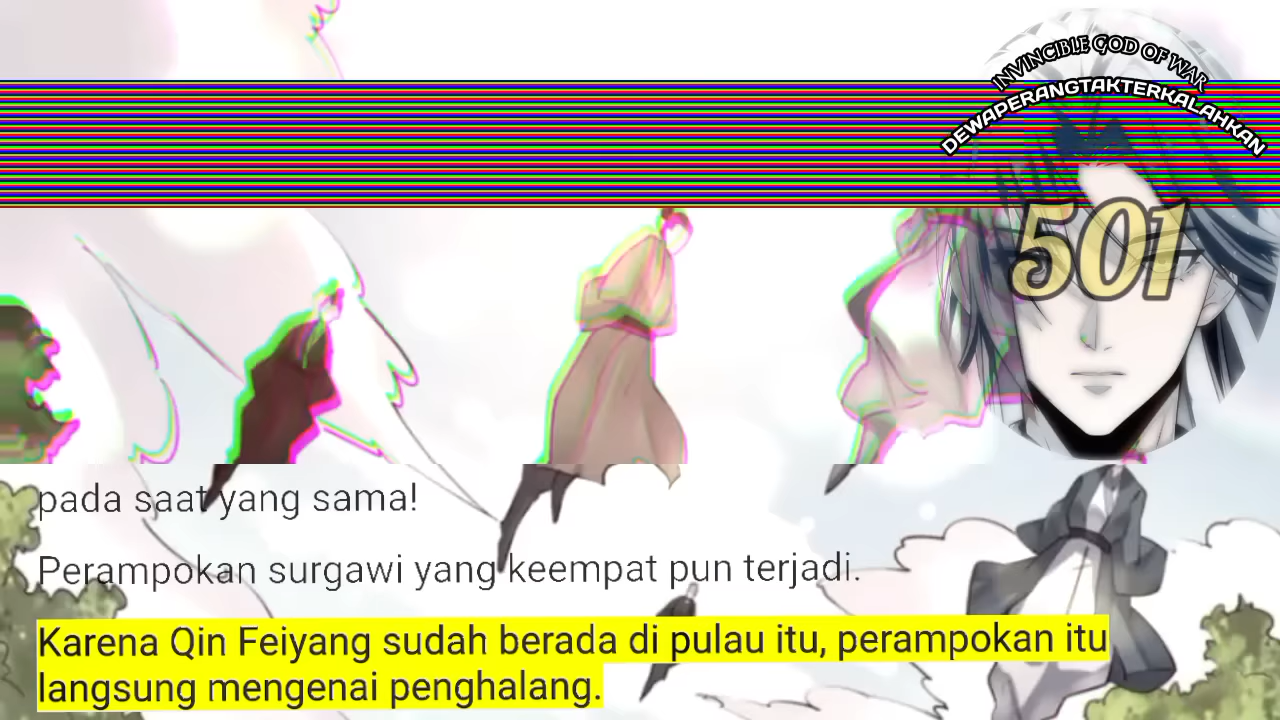 INVINCIBLE GOD OF WAR
DEWAPERANGTAKTERKALAHKAN
501
pada saat yang sama!
Perampokan surgawi yang keempat pun terjadi.
Karena Qin Feiyang sudah berada di pulau itu, perampokan itu
langsung mengenai penghalang.